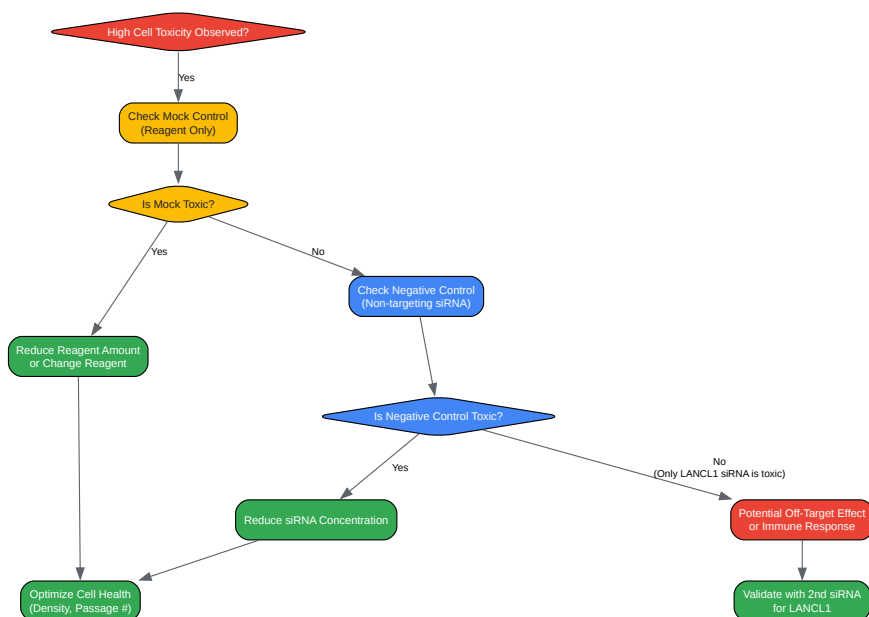 High Cell Toxicity Observed?
Yes
Check Mock Control
(Reagent Only)
Is Mock Toxic?
Yes
No
Check Negative Control
(Non-targeting siRNA)
Reduce Reagent Amount
or Change Reagent
Is Negative Control Toxic?
Yes
No
(Only LANCL1 siRNA is toxic)
Reduce siRNA Concentration
Potential Off-Target Effect
or Immune Response
Optimize Cell Health
(Density, Passage #)
Validate with 2nd siRNA
for LANCL1